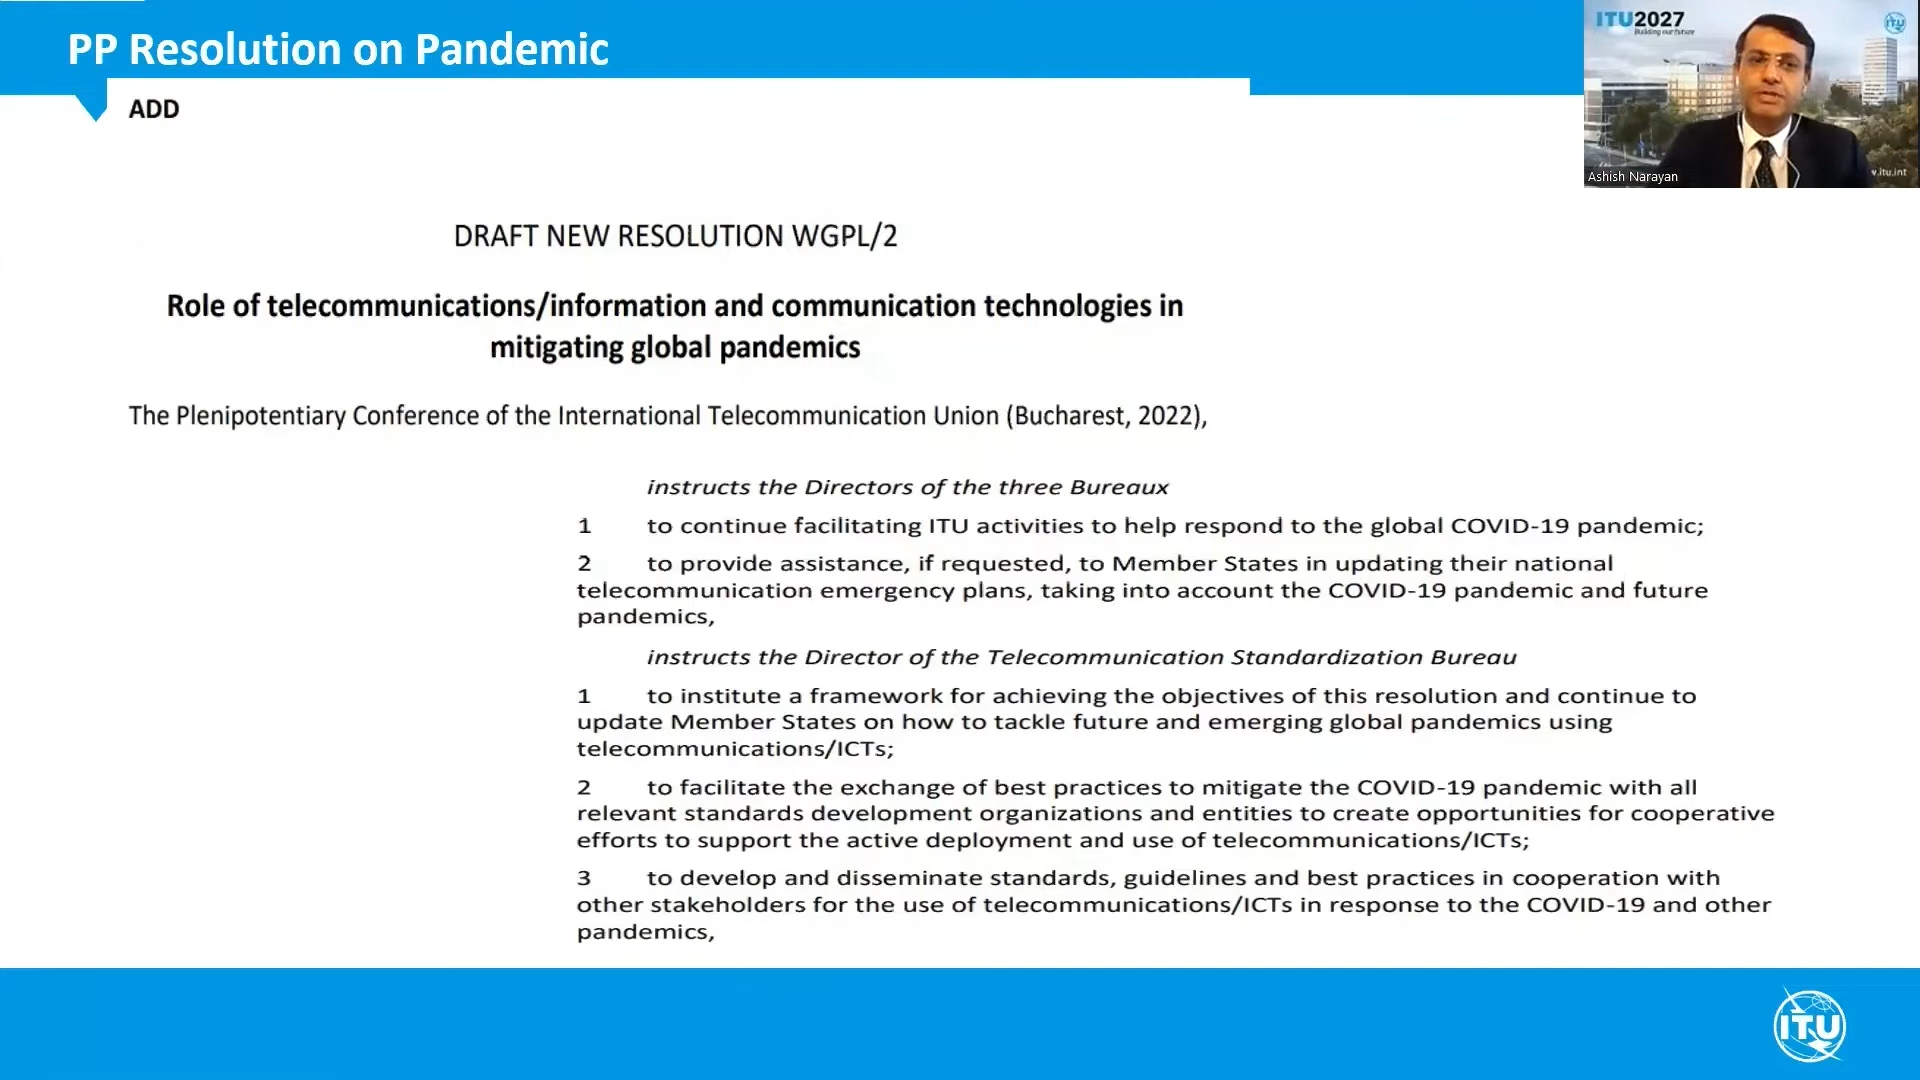 PP Resolution on Pandemic
ITU2027
Building our future
ITU
v.itu.int
Ashish Narayan
ADD
DRAFT NEW RESOLUTION WGPL/2
Role of telecommunications/information and communication technologies in
mitigating global pandemics
The Plenipotentiary Conference of the International Telecommunication Union (Bucharest, 2022),
instructs the Directors of the three Bureaux
1 to continue facilitating ITU activities to help respond to the global COVID-19 pandemic;
2 to provide assistance, if requested, to Member States in updating their national
telecommunication emergency plans, taking into account the COVID-19 pandemic and future
pandemics,
instructs the Director of the Telecommunication Standardization Bureau
1 to institute a framework for achieving the objectives of this resolution and continue to
update Member States on how to tackle future and emerging global pandemics using
telecommunications/ICTs;
2 to facilitate the exchange of best practices to mitigate the COVID-19 pandemic with all
relevant standards development organizations and entities to create opportunities for cooperative
efforts to support the active deployment and use of telecommunications/ICTs;
3 to develop and disseminate standards, guidelines and best practices in cooperation with
other stakeholders for the use of telecommunications/ICTs in response to the COVID-19 and other
pandemics,
ITU